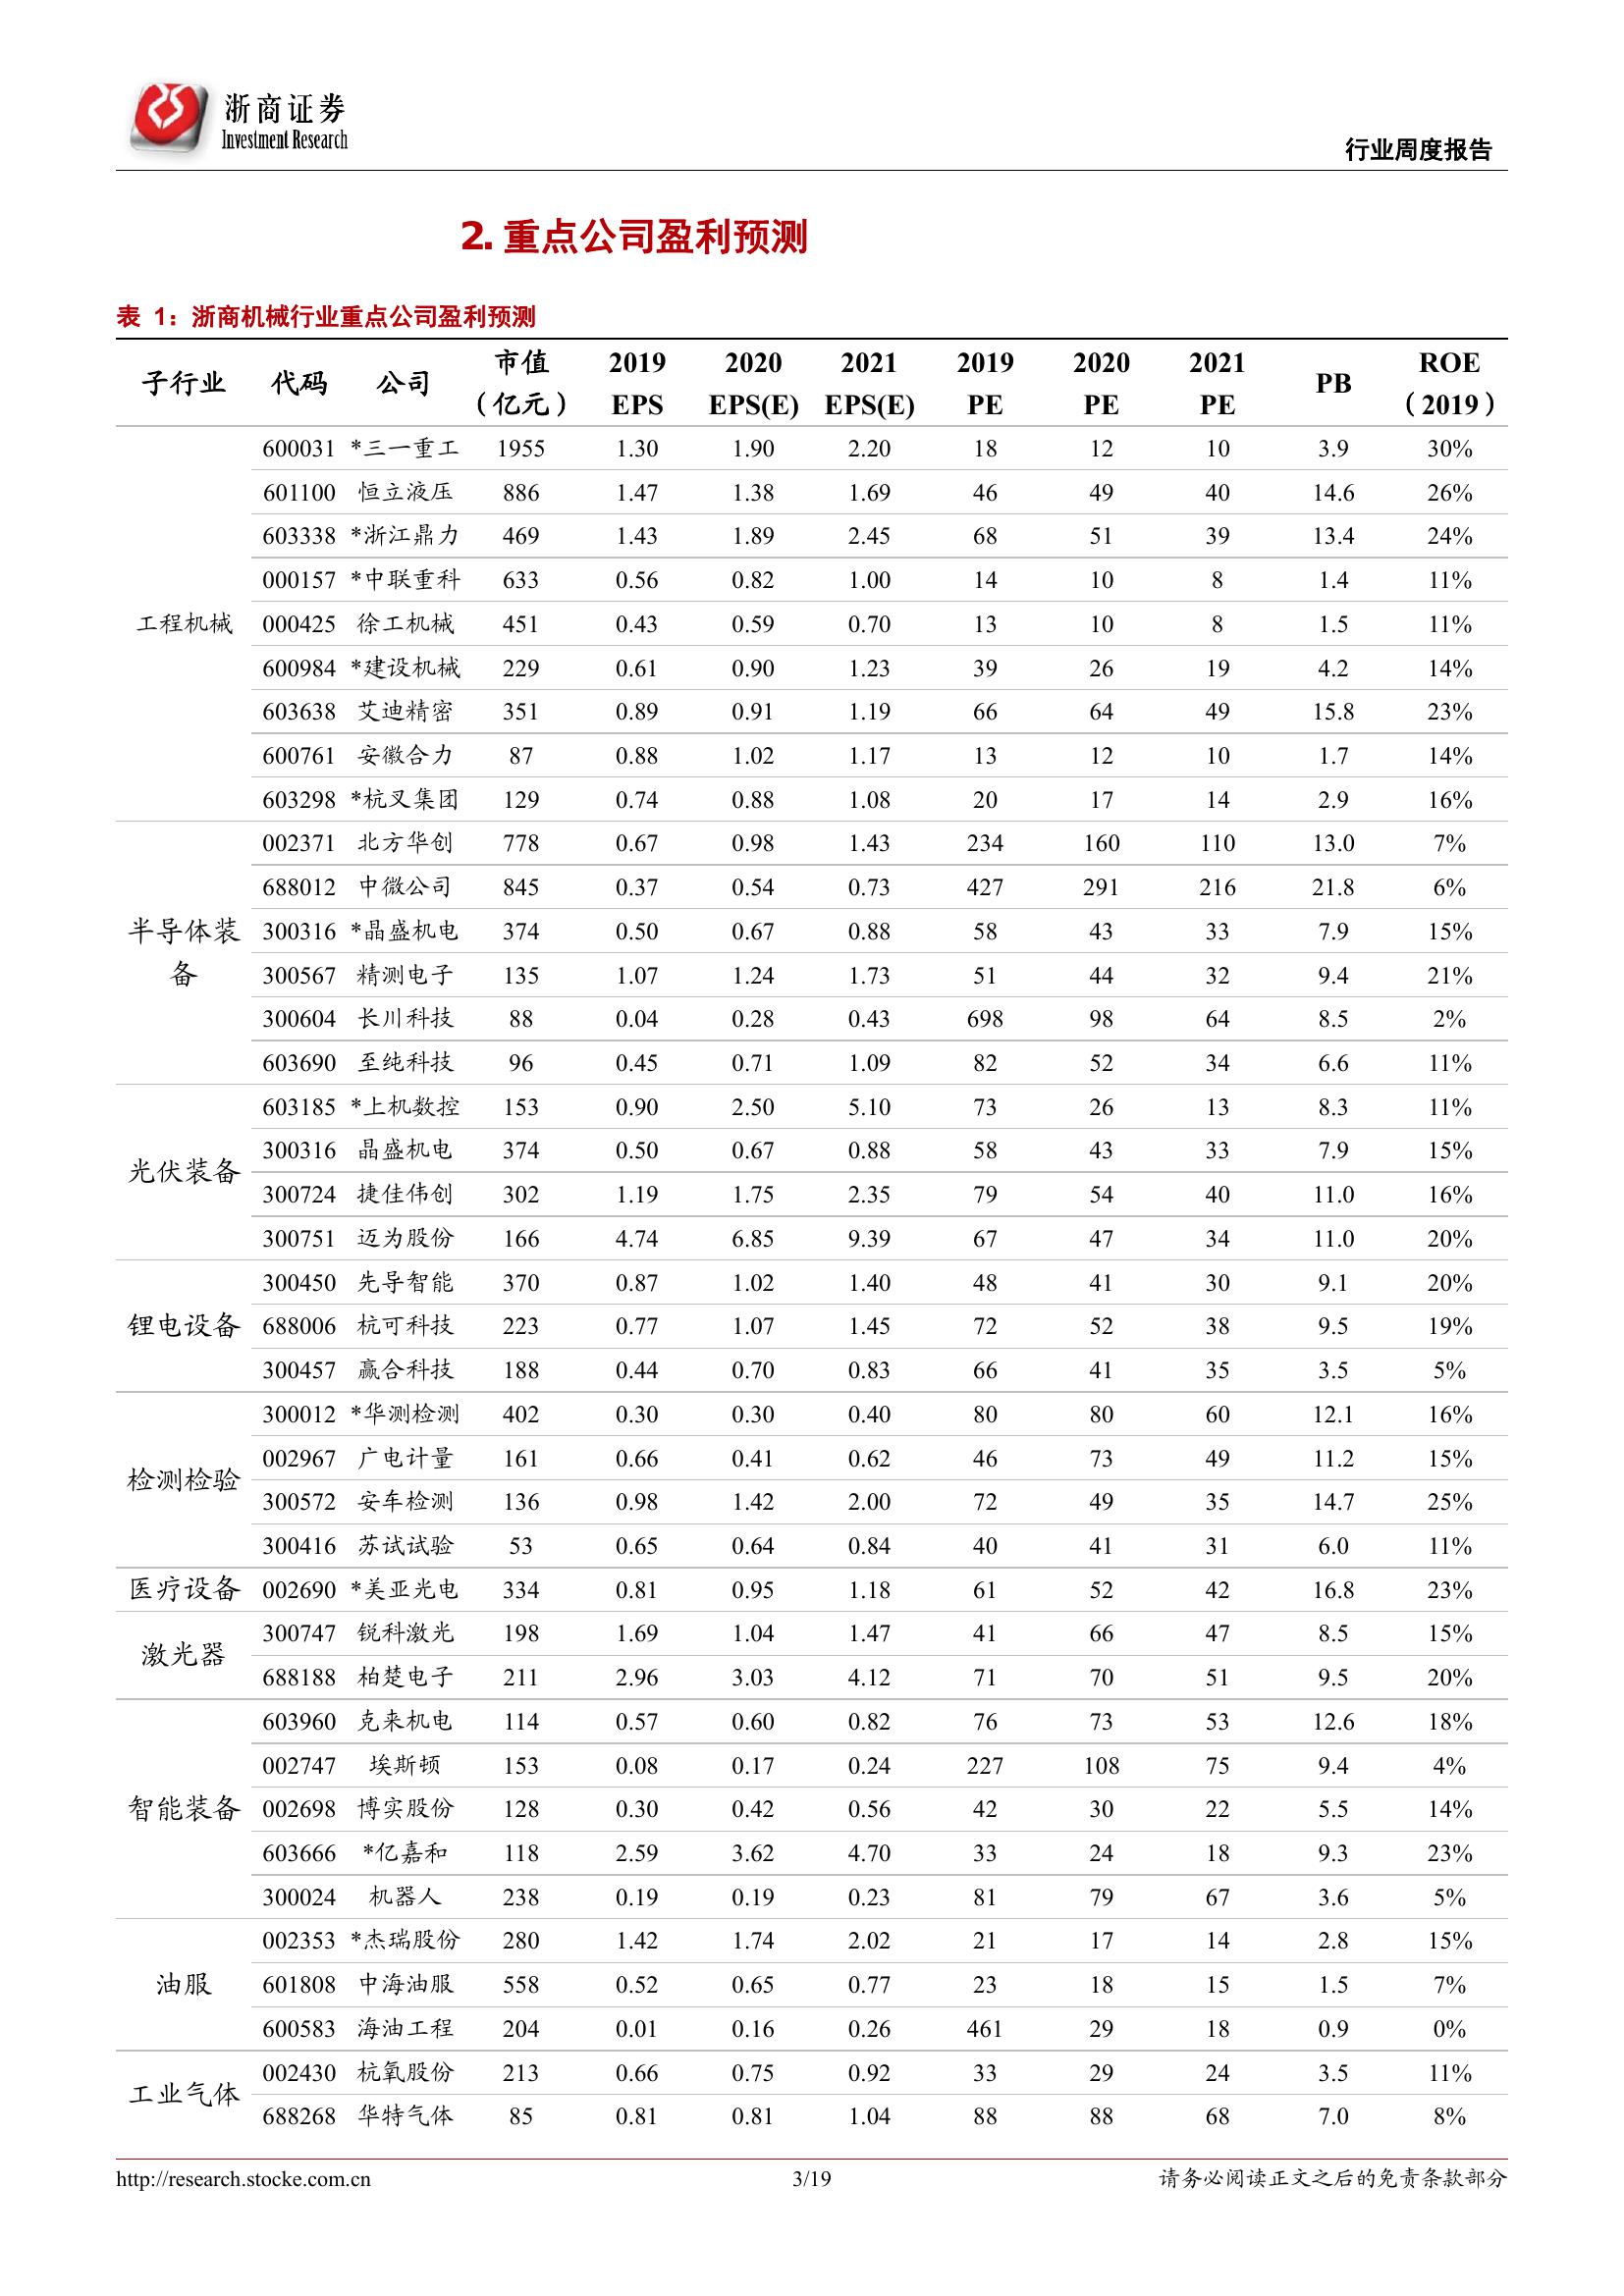 浙商证券
Investment Research
行业周度报告
2. 重点公司盈利预测
表 1：浙商机械行业重点公司盈利预测
子行业 代码 公司 市值（亿元） 2019 EPS 2020 EPS(E) 2021 EPS(E) 2019 PE 2020 PE 2021 PE PB ROE（2019）
工程机械 600031 *三一重工 1955 1.30 1.90 2.20 18 12 10 3.9 30%
601100 恒立液压 886 1.47 1.38 1.69 46 49 40 14.6 26%
603338 *浙江鼎力 469 1.43 1.89 2.45 68 51 39 13.4 24%
000157 *中联重科 633 0.56 0.82 1.00 14 10 8 1.4 11%
000425 徐工机械 451 0.43 0.59 0.70 13 10 8 1.5 11%
600984 *建设机械 229 0.61 0.90 1.23 39 26 19 4.2 14%
603638 艾迪精密 351 0.89 0.91 1.19 66 64 49 15.8 23%
600761 安徽合力 87 0.88 1.02 1.17 13 12 10 1.7 14%
603298 *杭叉集团 129 0.74 0.88 1.08 20 17 14 2.9 16%
半导体装备 002371 北方华创 778 0.67 0.98 1.43 234 160 110 13.0 7%
688012 中微公司 845 0.37 0.54 0.73 427 291 216 21.8 6%
300316 *晶盛机电 374 0.50 0.67 0.88 58 43 33 7.9 15%
300567 精测电子 135 1.07 1.24 1.73 51 44 32 9.4 21%
300604 长川科技 88 0.04 0.28 0.43 698 98 64 8.5 2%
603690 至纯科技 96 0.45 0.71 1.09 82 52 34 6.6 11%
光伏装备 603185 *上机数控 153 0.90 2.50 5.10 73 26 13 8.3 11%
300316 晶盛机电 374 0.50 0.67 0.88 58 43 33 7.9 15%
300724 捷佳伟创 302 1.19 1.75 2.35 79 54 40 11.0 16%
300751 迈为股份 166 4.74 6.85 9.39 67 47 34 11.0 20%
锂电设备 300450 先导智能 370 0.87 1.02 1.40 48 41 30 9.1 20%
688006 杭可科技 223 0.77 1.07 1.45 72 52 38 9.5 19%
300457 赢合科技 188 0.44 0.70 0.83 66 41 35 3.5 5%
检测检验 300012 *华测检测 402 0.30 0.30 0.40 80 80 60 12.1 16%
002967 广电计量 161 0.66 0.41 0.62 46 73 49 11.2 15%
300572 安车检测 136 0.98 1.42 2.00 72 49 35 14.7 25%
300416 苏试试验 53 0.65 0.64 0.84 40 41 31 6.0 11%
医疗设备 002690 *美亚光电 334 0.81 0.95 1.18 61 52 42 16.8 23%
激光器 300747 锐科激光 198 1.69 1.04 1.47 41 66 47 8.5 15%
688188 柏楚电子 211 2.96 3.03 4.12 71 70 51 9.5 20%
智能装备 603960 克来机电 114 0.57 0.60 0.82 76 73 53 12.6 18%
002747 埃斯顿 153 0.08 0.17 0.24 227 108 75 9.4 4%
002698 博实股份 128 0.30 0.42 0.56 42 30 22 5.5 14%
603666 *亿嘉和 118 2.59 3.62 4.70 33 24 18 9.3 23%
300024 机器人 238 0.19 0.19 0.23 81 79 67 3.6 5%
油服 002353 *杰瑞股份 280 1.42 1.74 2.02 21 17 14 2.8 15%
601808 中海油服 558 0.52 0.65 0.77 23 18 15 1.5 7%
600583 海油工程 204 0.01 0.16 0.26 461 29 18 0.9 0%
工业气体 002430 杭氧股份 213 0.66 0.75 0.92 33 29 24 3.5 11%
688268 华特气体 85 0.81 0.81 1.04 88 88 68 7.0 8%
http://research.stocke.com.cn 3/19 请务必阅读正文之后的免责条款部分